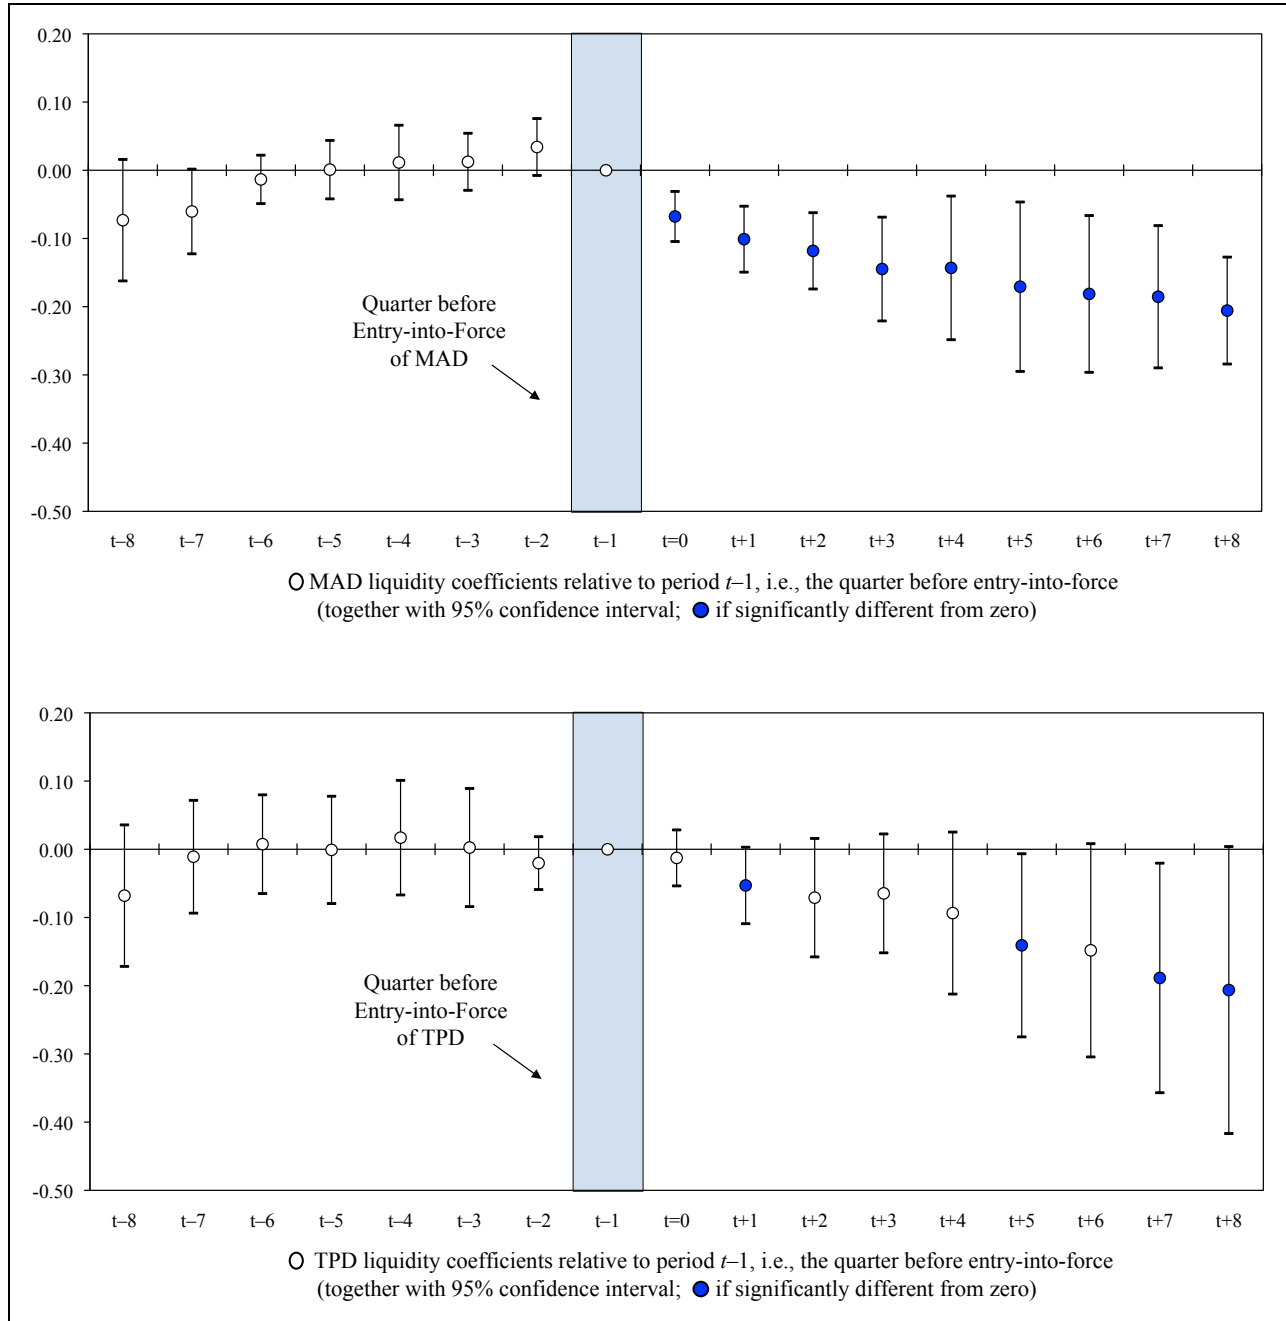 0.20
0.10
0.00
-0.10
-0.20
-0.30
-0.40
-0.50
Quarter before
Entry-into-Force
of MAD
t–8 t–7 t–6 t–5 t–4 t–3 t–2 t–1 t=0 t+1 t+2 t+3 t+4 t+5 t+6 t+7 t+8
MAD liquidity coefficients relative to period t–1, i.e., the quarter before entry-into-force
(together with 95% confidence interval; if significantly different from zero)
0.20
0.10
0.00
-0.10
-0.20
-0.30
-0.40
-0.50
Quarter before
Entry-into-Force
of TPD
t–8 t–7 t–6 t–5 t–4 t–3 t–2 t–1 t=0 t+1 t+2 t+3 t+4 t+5 t+6 t+7 t+8
TPD liquidity coefficients relative to period t–1, i.e., the quarter before entry-into-force
(together with 95% confidence interval; if significantly different from zero)